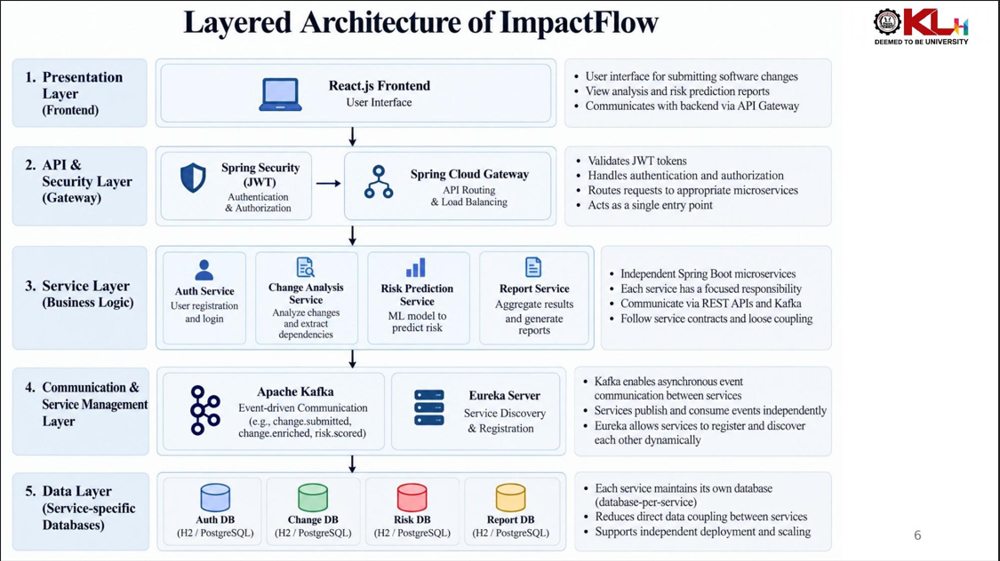 Layered Architecture of ImpactFlow
KLH
DEEMED TO BE UNIVERSITY
1. Presentation
Layer
(Frontend)
React.js Frontend
User Interface
• User interface for submitting software changes
• View analysis and risk prediction reports
• Communicates with backend via API Gateway
2. API &
Security Layer
(Gateway)
Spring Security
(JWT)
Authentication
& Authorization
Spring Cloud Gateway
API Routing
& Load Balancing
• Validates JWT tokens
• Handles authentication and authorization
• Routes requests to appropriate microservices
• Acts as a single entry point
3. Service Layer
(Business Logic)
Auth Service
User registration
and login
Change Analysis
Service
Analyze changes
and extract
dependencies
Risk Prediction
Service
ML model to
predict risk
Report Service
Aggregate results
and generate
reports
• Independent Spring Boot microservices
• Each service has a focused responsibility
• Communicate via REST APIs and Kafka
• Follow service contracts and loose coupling
4. Communication &
Service Management
Layer
Apache Kafka
Event-driven Communication
(e.g., change.submitted,
change.enriched, risk.scored)
Eureka Server
Service Discovery
& Registration
• Kafka enables asynchronous event
communication between services
• Services publish and consume events independently
• Eureka allows services to register and discover
each other dynamically
5. Data Layer
(Service-specific
Databases)
Auth DB
(H2 / PostgreSQL)
Change DB
(H2 / PostgreSQL)
Risk DB
(H2 / PostgreSQL)
Report DB
(H2 / PostgreSQL)
• Each service maintains its own database
(database-per-service)
• Reduces direct data coupling between services
• Supports independent deployment and scaling
6